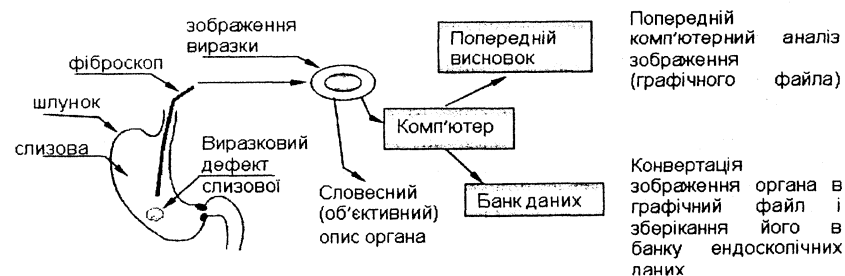 зображення
виразки
фіброскоп
шлунок
слизова
Виразковий
дефект
слизової
Словесний
(об'єктивний)
опис органа
Комп'ютер
Попередній
висновок
Банк даних
Попередній
комп'ютерний аналіз
зображення
(графічного файла)
Конвертація
зображення органа в
графічний файл і
зберікання його в
банку ендоскопічних
даних